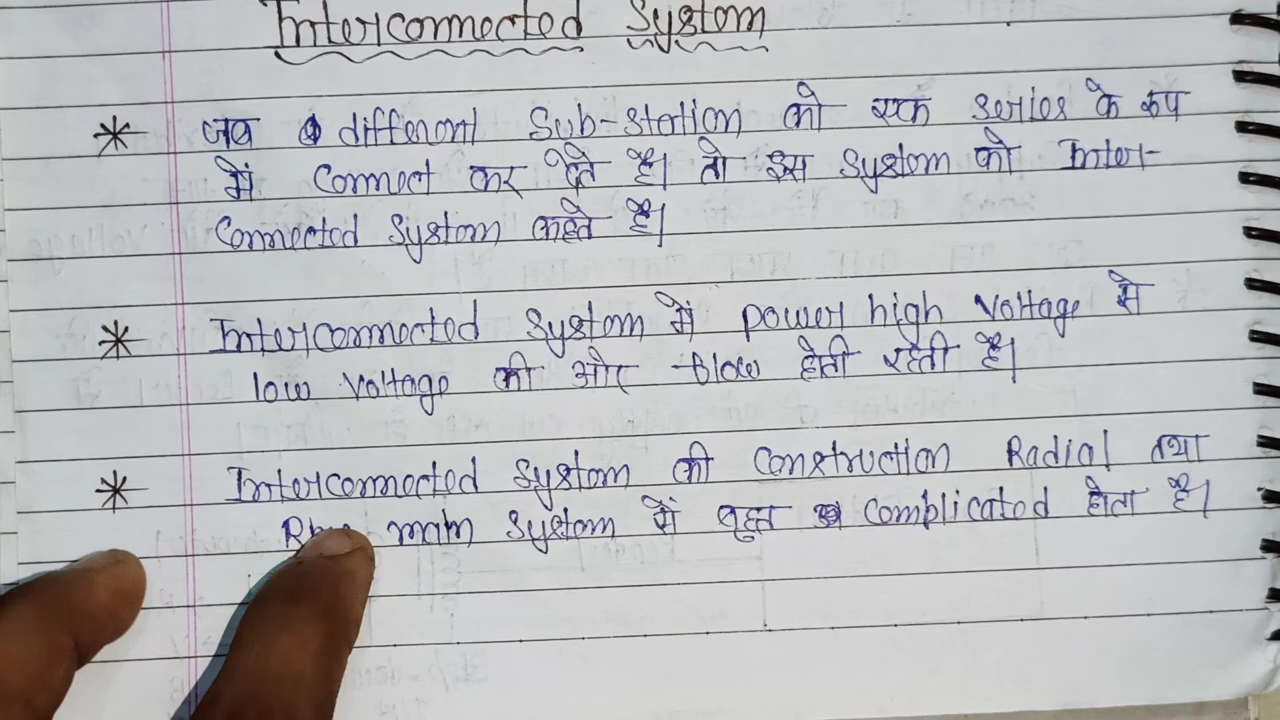 Interconnected System
* जब different Sub-station को एक series के रूप
में connect कर देते है। तो इस system को Inter-
connected system कहते है।
* Interconnected system में power high voltage से
low voltage की ओर flow होती रहती है।
* Interconnected system की construction Radial तथा
main system से बहुत complicated होता है।